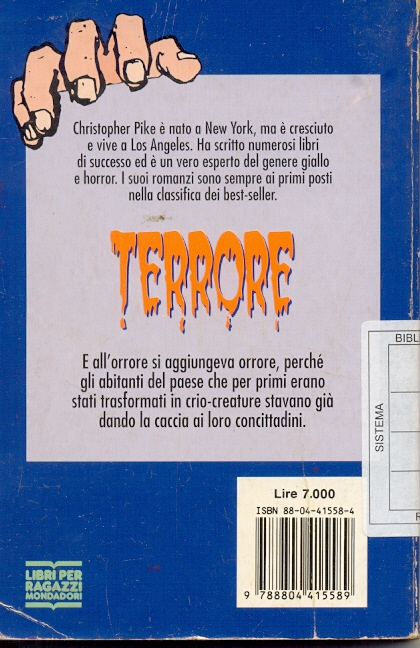 Christopher Pike è nato a New York, ma è cresciuto
e vive a Los Angeles. Ha scritto numerosi libri
di successo ed è un vero esperto del genere giallo
e horror. I suoi romanzi sono sempre ai primi posti
nella classifica dei best-seller.
TERRORE
E all'orrore si aggiungeva orrore, perché
gli abitanti del paese che per primi erano
stati trasformati in crio-creature stavano già
dando la caccia ai loro concittadini.
BIBL
SISTEMA
R
Lire 7.000
ISBN 88-04-41558-4
9 788804 415589
LIBRI PER
RAGAZZI
MONDADORI